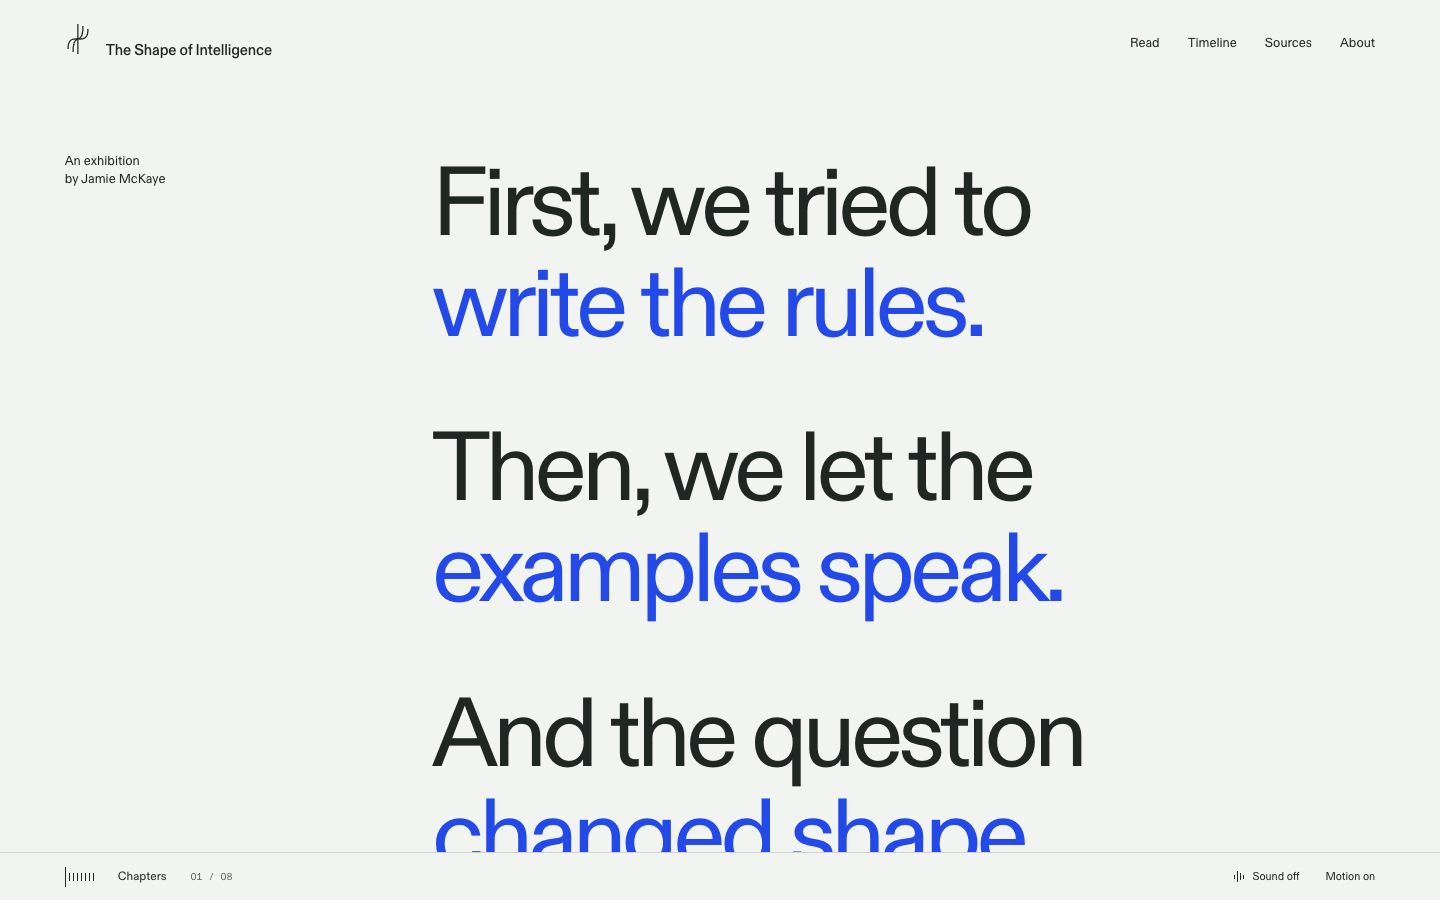 The Shape of Intelligence
Read
Timeline
Sources
About
An exhibition
by Jamie McKaye
First, we tried to
write the rules.
Then, we let the
examples speak.
And the question
changed shape
Chapters
01 / 08
Sound off
Motion on